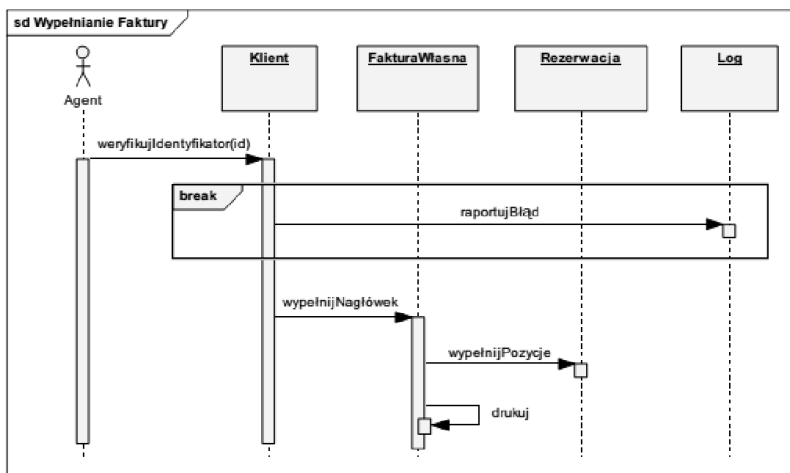 sd Wypełnianie Faktury
Klient
FakturaWłasna
Rezerwacja
Log
Agent
weryfikujIdentyfikator(id)
break
raportujBłąd
wypełnijNagłówek
wypełnijPozycje
drukuj